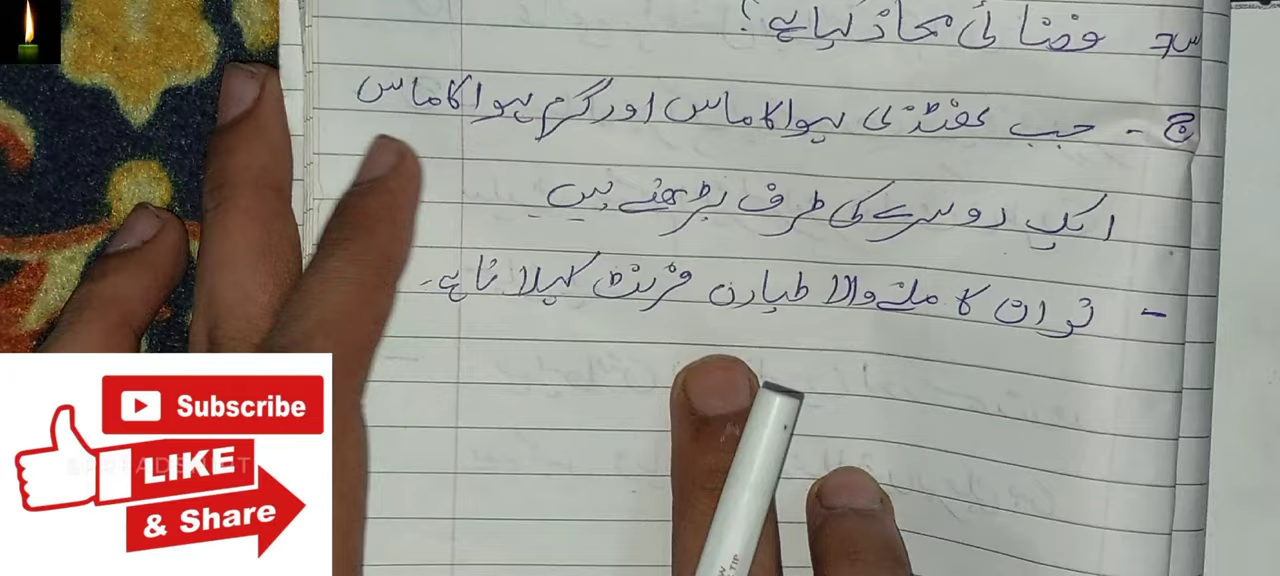 س۔ فضائی محاذ کیا ہے؟
ج - جب ٹھنڈی ہوا کا ماس اور گرم ہوا کا ماس
ایک دوسرے کی طرف بڑھتے ہیں
- تو ان کا ملنے والا فرنٹ کہلاتا ہے۔
Subscribe
LIKE
& Share